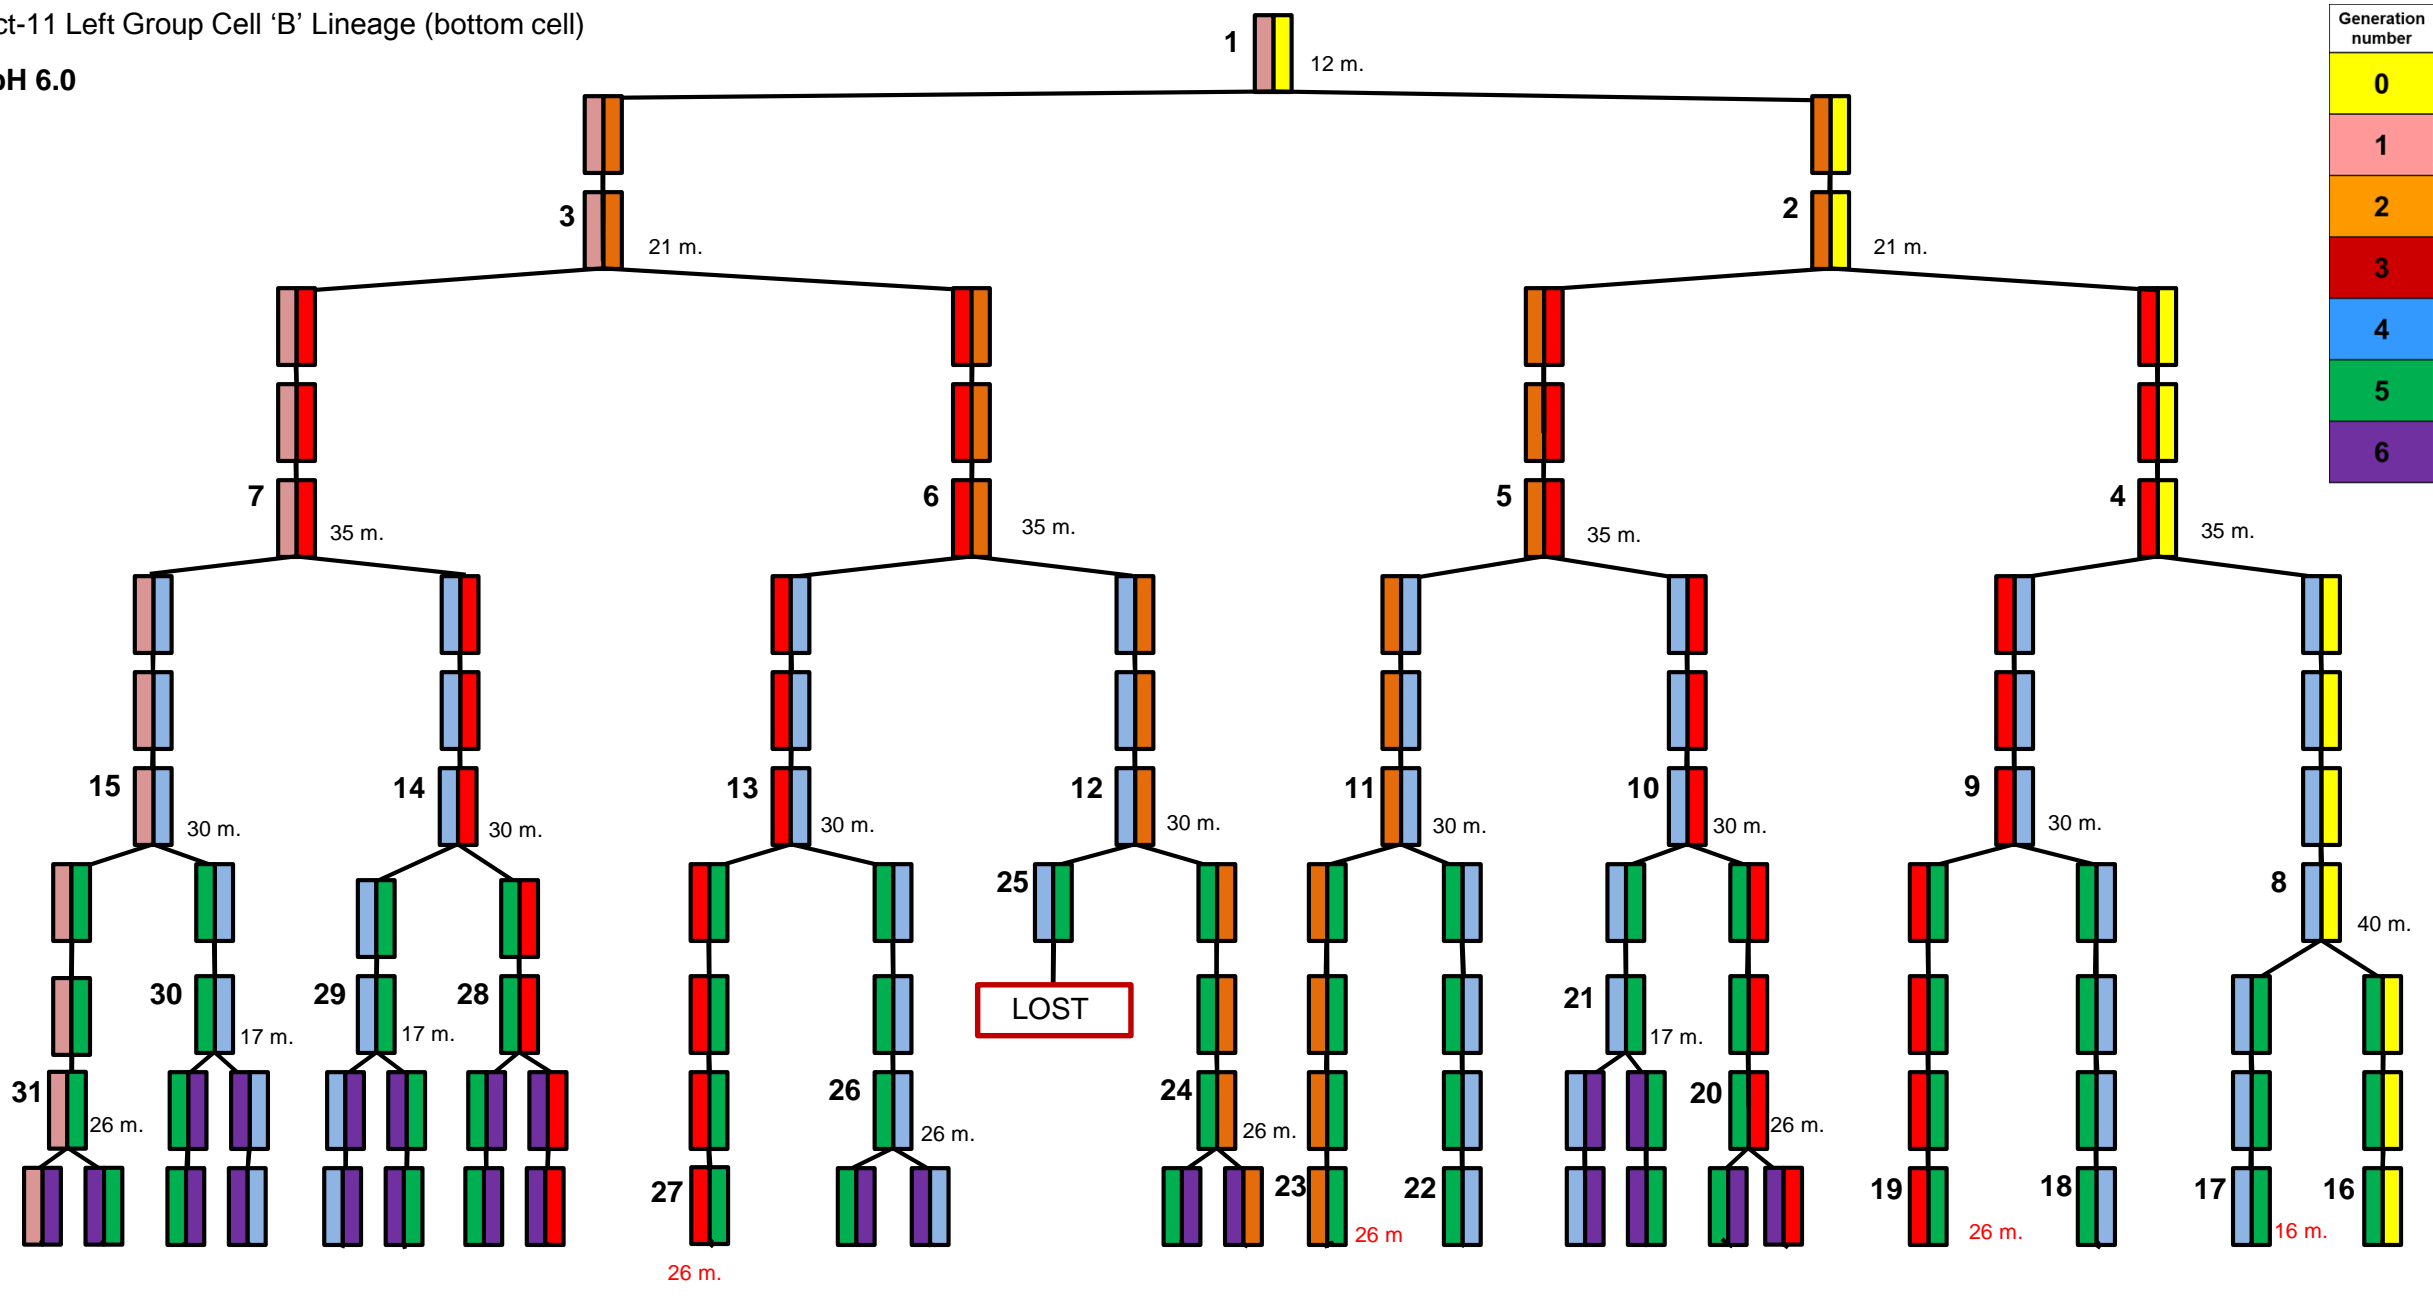 ct-11 Left Group Cell ‘B’ Lineage (bottom cell)
pH 6.0
Generation
number
0
1
2
3
4
5
6
1
12 m.
3
21 m.
2
21 m.
7
35 m.
6
35 m.
5
35 m.
4
35 m.
15
30 m.
14
30 m.
13
30 m.
12
30 m.
11
30 m.
10
30 m.
9
30 m.
8
40 m.
25
LOST
30
17 m.
29
17 m.
28
21
17 m.
31
26 m.
26
26 m.
24
26 m.
20
26 m.
27
26 m.
23
26 m
22
19
26 m.
18
17
16 m.
16